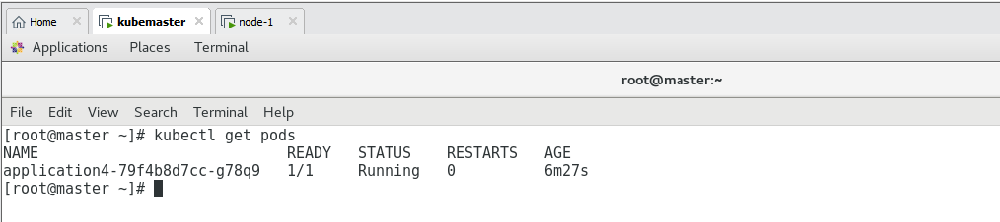 Home kubemaster node-1
Applications Places Terminal
root@master:~
File Edit View Search Terminal Help
[root@master ~]# kubectl get pods
NAME READY STATUS RESTARTS AGE
application4-79f4b8d7cc-g78q9 1/1 Running 0 6m27s
[root@master ~]#